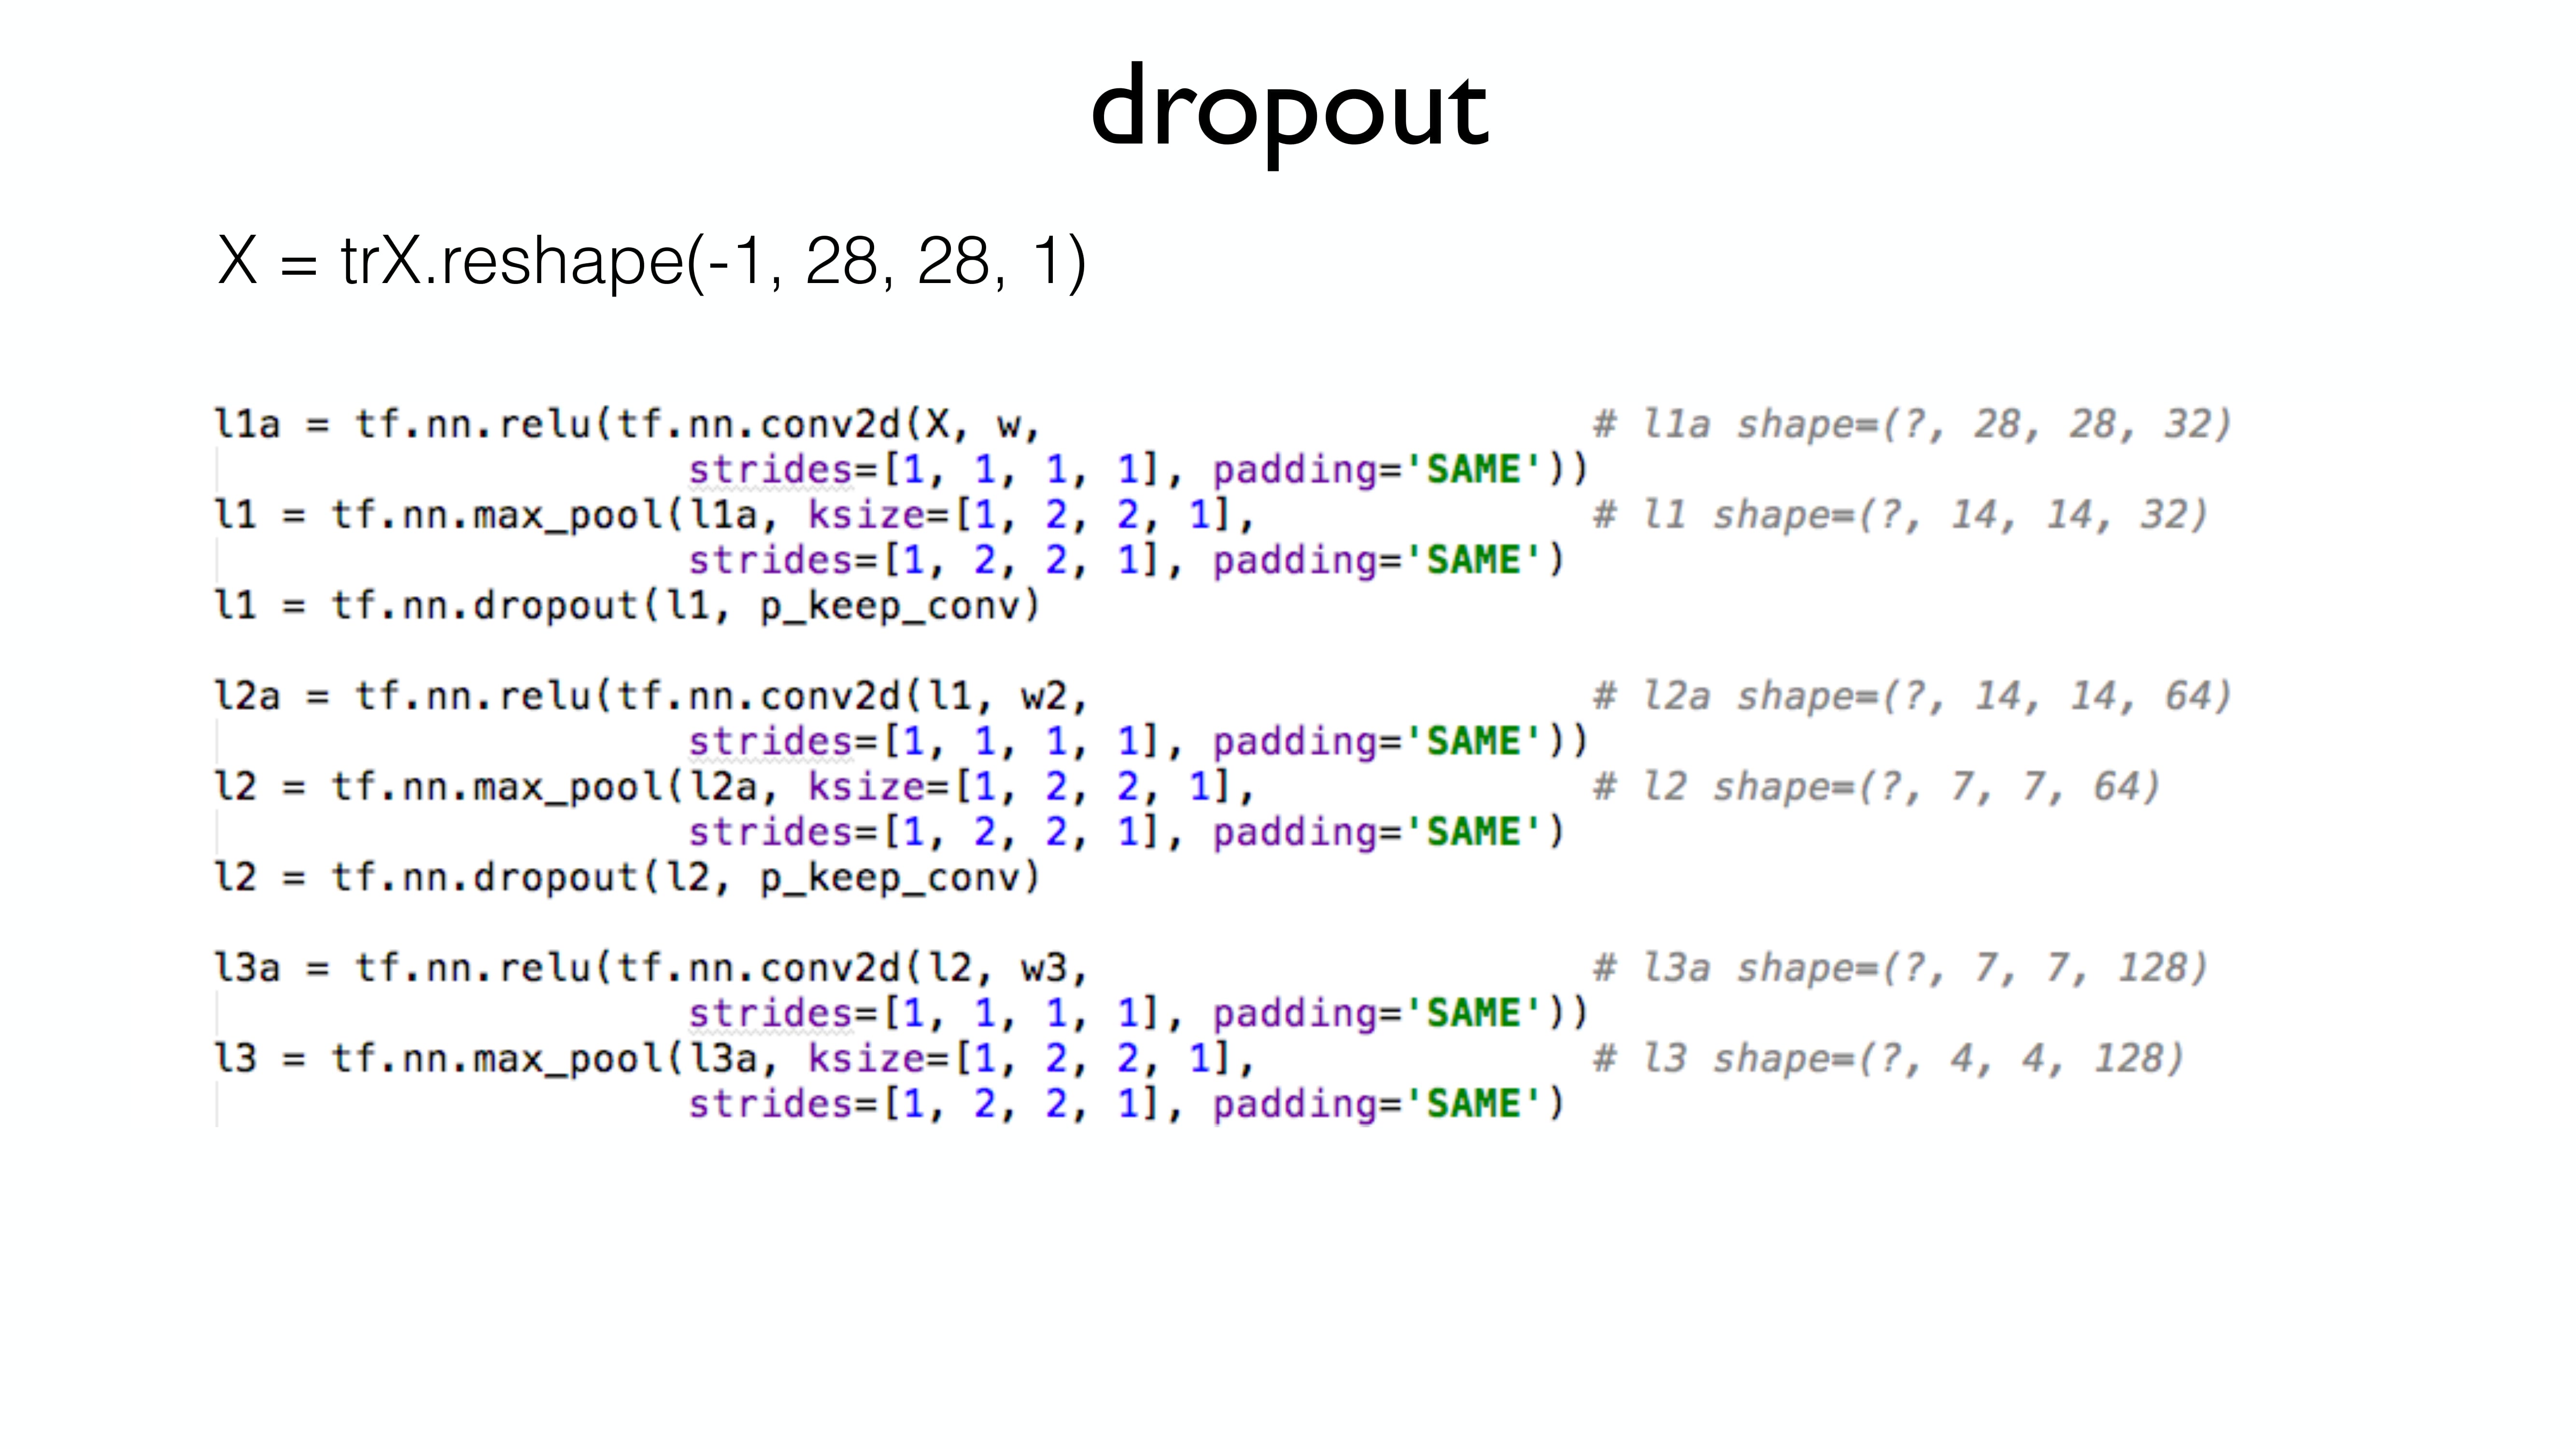 dropout
X = trX.reshape(-1, 28, 28, 1)
l1a = tf.nn.relu(tf.nn.conv2d(X, w, # l1a shape=(?, 28, 28, 32)
strides=[1, 1, 1, 1], padding='SAME'))
l1 = tf.nn.max_pool(l1a, ksize=[1, 2, 2, 1], # l1 shape=(?, 14, 14, 32)
strides=[1, 2, 2, 1], padding='SAME')
l1 = tf.nn.dropout(l1, p_keep_conv)
l2a = tf.nn.relu(tf.nn.conv2d(l1, w2, # l2a shape=(?, 14, 14, 64)
strides=[1, 1, 1, 1], padding='SAME'))
l2 = tf.nn.max_pool(l2a, ksize=[1, 2, 2, 1], # l2 shape=(?, 7, 7, 64)
strides=[1, 2, 2, 1], padding='SAME')
l2 = tf.nn.dropout(l2, p_keep_conv)
l3a = tf.nn.relu(tf.nn.conv2d(l2, w3, # l3a shape=(?, 7, 7, 128)
strides=[1, 1, 1, 1], padding='SAME'))
l3 = tf.nn.max_pool(l3a, ksize=[1, 2, 2, 1], # l3 shape=(?, 4, 4, 128)
strides=[1, 2, 2, 1], padding='SAME')